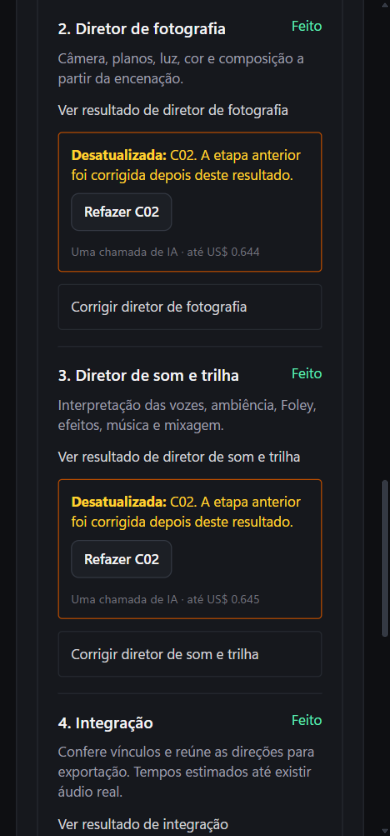 2. Diretor de fotografia
Feito
Câmera, planos, luz, cor e composição a
partir da encenação.
Ver resultado de diretor de fotografia
Desatualizada: C02. A etapa anterior
foi corrigida depois deste resultado.
Refazer C02
Uma chamada de IA · até US$ 0.644
Corrigir diretor de fotografia
3. Diretor de som e trilha
Feito
Interpretação das vozes, ambiência, Foley,
efeitos, música e mixagem.
Ver resultado de diretor de som e trilha
Desatualizada: C02. A etapa anterior
foi corrigida depois deste resultado.
Refazer C02
Uma chamada de IA · até US$ 0.645
Corrigir diretor de som e trilha
4. Integração
Feito
Confere vínculos e reúne as direções para
exportação. Tempos estimados até existir
áudio real.
Ver resultado de integração